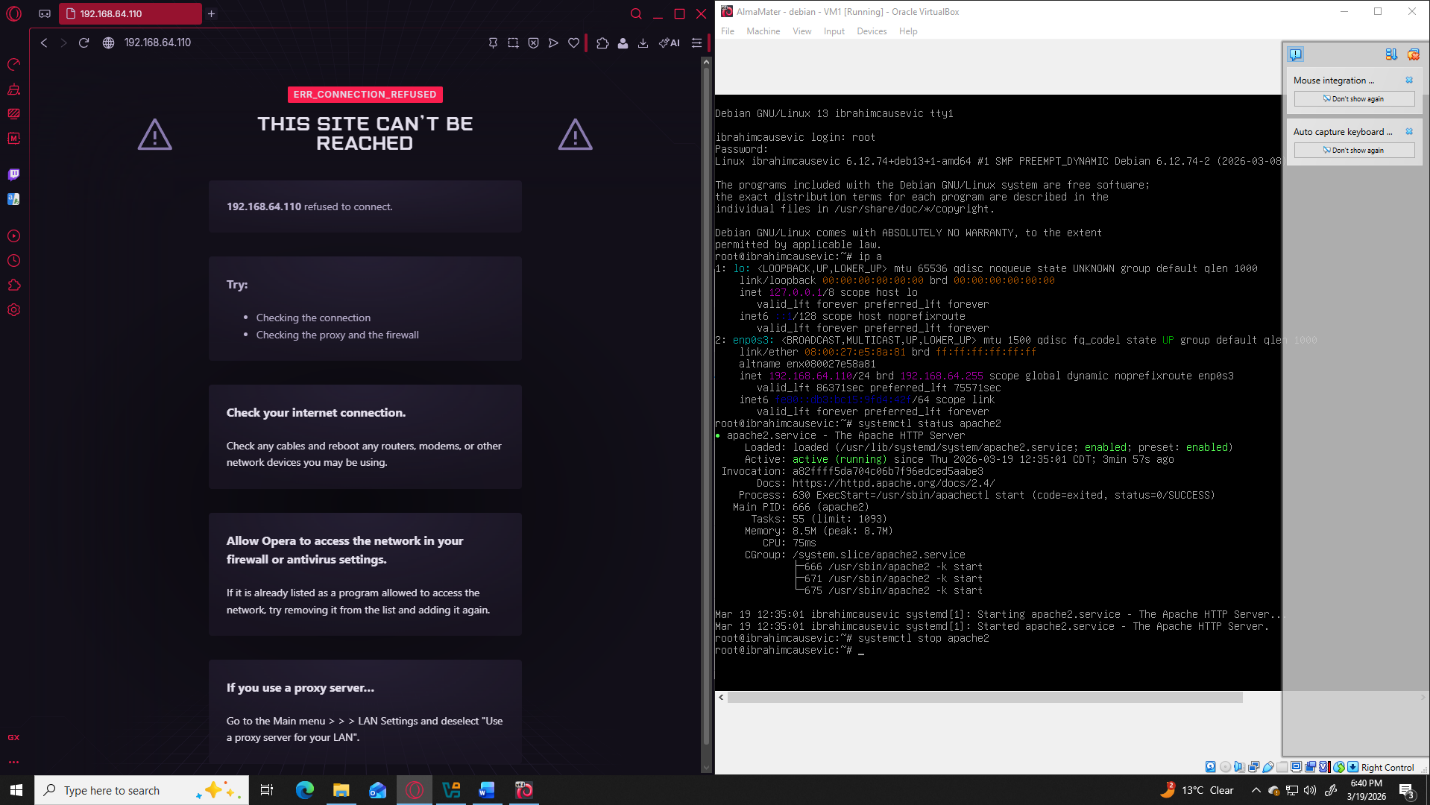 192.168.64.110
192.168.64.110
AI
ERR_CONNECTION_REFUSED
THIS SITE CAN'T BE
REACHED
192.168.64.110 refused to connect.
Try:
Checking the connection
Checking the proxy and the firewall
Check your internet connection.
Check any cables and reboot any routers, modems, or other
network devices you may be using.
Allow Opera to access the network in your
firewall or antivirus settings.
If it is already listed as a program allowed to access the
network, try removing it from the list and adding it again.
If you use a proxy server...
Go to the Main menu > > > LAN Settings and deselect "Use
a proxy server for your LAN".
GX
AlmaMater - debian - VM1 [Running] - Oracle VirtualBox
File Machine View Input Devices Help
Debian GNU/Linux 13 ibrahimcausevic tty1
ibrahimcausevic login: root
Password:
Linux ibrahimcausevic 6.12.74+deb13+1-amd64 #1 SMP PREEMPT_DYNAMIC Debian 6.12.74-2 (2026-03-08
The programs included with the Debian GNU/Linux system are free software;
the exact distribution terms for each program are described in the
individual files in /usr/share/doc/*/copyright.
Debian GNU/Linux comes with ABSOLUTELY NO WARRANTY, to the extent
permitted by applicable law.
root@ibrahimcausevic:~# ip a
1: lo: <LOOPBACK,UP,LOWER_UP> mtu 65536 qdisc noqueue state UNKNOWN group default qlen 1000
link/loopback 00:00:00:00:00:00 brd 00:00:00:00:00:00
inet 127.0.0.1/8 scope host lo
valid_lft forever preferred_lft forever
inet6 ::1/128 scope host noprefixroute
valid_lft forever preferred_lft forever
2: enp0s3: <BROADCAST,MULTICAST,UP,LOWER_UP> mtu 1500 qdisc fq_codel state UP group default qlen 1000
link/ether 08:00:27:e5:8a:81 brd ff:ff:ff:ff:ff:ff
altname enx080027e58a81
inet 192.168.64.110/24 brd 192.168.64.255 scope global dynamic noprefixroute enp0s3
valid_lft 86371sec preferred_lft 75571sec
inet6 /64 scope link
valid_lft forever preferred_lft forever
root@ibrahimcausevic:~# systemctl status apache2
● apache2.service - The Apache HTTP Server
Loaded: loaded (/usr/lib/systemd/system/apache2.service; enabled; preset: enabled)
Active: active (running) since Thu 2026-03-19 12:35:01 CDT; 3min 57s ago
Invocation: a82ffff5da704c06b7f96edced5aabe3
Docs: https://httpd.apache.org/docs/2.4/
Process: 630 ExecStart=/usr/sbin/apachectl start (code=exited, status=0/SUCCESS)
Main PID: 666 (apache2)
Tasks: 55 (limit: 1093)
Memory: 8.5M (peak: 8.7M)
CPU: 75ms
CGroup: /system.slice/apache2.service
├─666 /usr/sbin/apache2 -k start
├─671 /usr/sbin/apache2 -k start
└─675 /usr/sbin/apache2 -k start
Mar 19 12:35:01 ibrahimcausevic systemd[1]: Starting apache2.service - The Apache HTTP Server..
Mar 19 12:35:01 ibrahimcausevic systemd[1]: Started apache2.service - The Apache HTTP Server.
root@ibrahimcausevic:~# systemctl stop apache2
root@ibrahimcausevic:~# _
Mouse integration ...
Don't show again
Auto capture keyboard ...
Don't show again
Right Control
Type here to search
13°C Clear
6:40 PM
3/19/2026
3